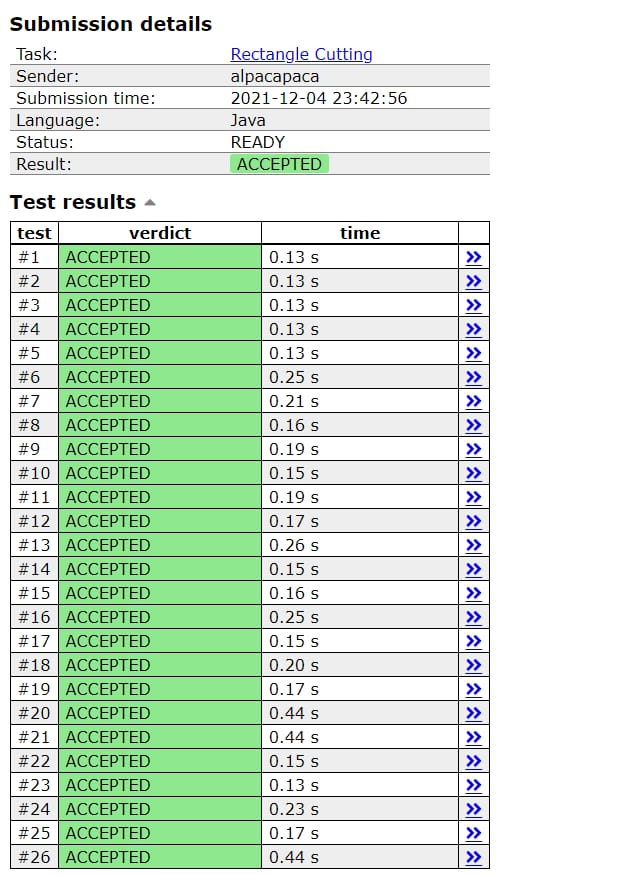 Submission details
Task: Rectangle Cutting
Sender: alpacapaca
Submission time: 2021-12-04 23:42:56
Language: Java
Status: READY
Result: ACCEPTED
Test results
test verdict time
#1 ACCEPTED 0.13 s »
#2 ACCEPTED 0.13 s »
#3 ACCEPTED 0.13 s »
#4 ACCEPTED 0.13 s »
#5 ACCEPTED 0.13 s »
#6 ACCEPTED 0.25 s »
#7 ACCEPTED 0.21 s »
#8 ACCEPTED 0.16 s »
#9 ACCEPTED 0.19 s »
#10 ACCEPTED 0.15 s »
#11 ACCEPTED 0.19 s »
#12 ACCEPTED 0.17 s »
#13 ACCEPTED 0.26 s »
#14 ACCEPTED 0.15 s »
#15 ACCEPTED 0.16 s »
#16 ACCEPTED 0.25 s »
#17 ACCEPTED 0.15 s »
#18 ACCEPTED 0.20 s »
#19 ACCEPTED 0.17 s »
#20 ACCEPTED 0.44 s »
#21 ACCEPTED 0.44 s »
#22 ACCEPTED 0.15 s »
#23 ACCEPTED 0.13 s »
#24 ACCEPTED 0.23 s »
#25 ACCEPTED 0.17 s »
#26 ACCEPTED 0.44 s »